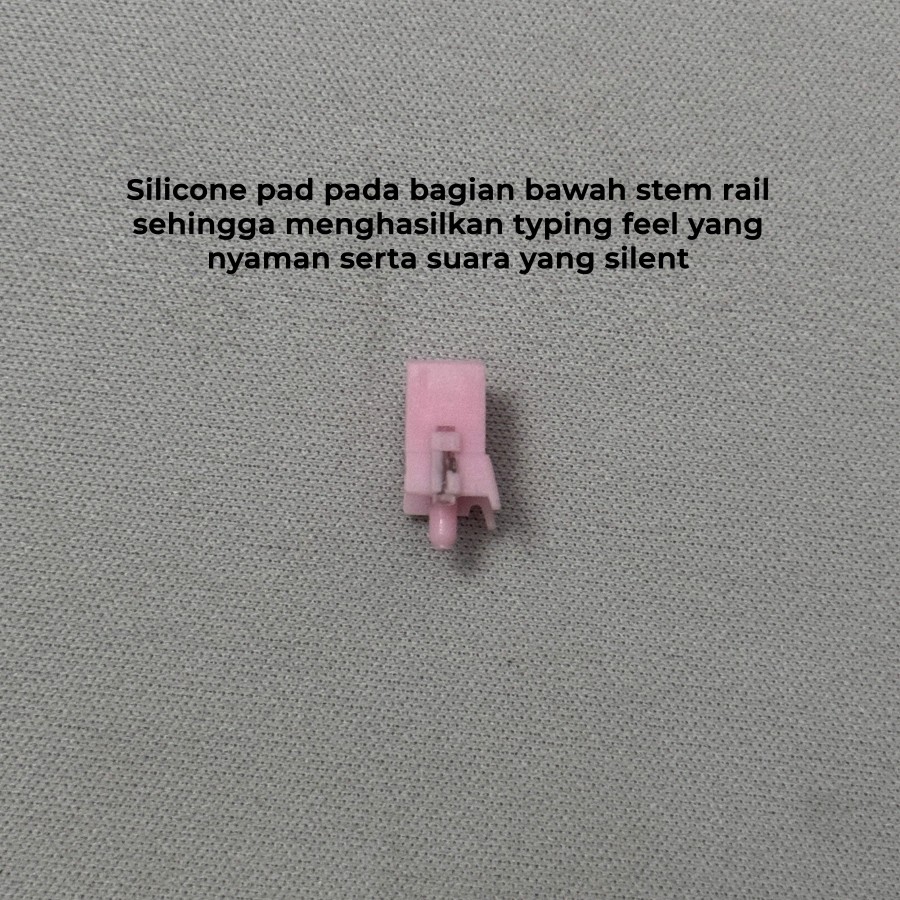 Silicone pad pada bagian bawah stem rail
sehingga menghasilkan typing feel yang
nyaman serta suara yang silent